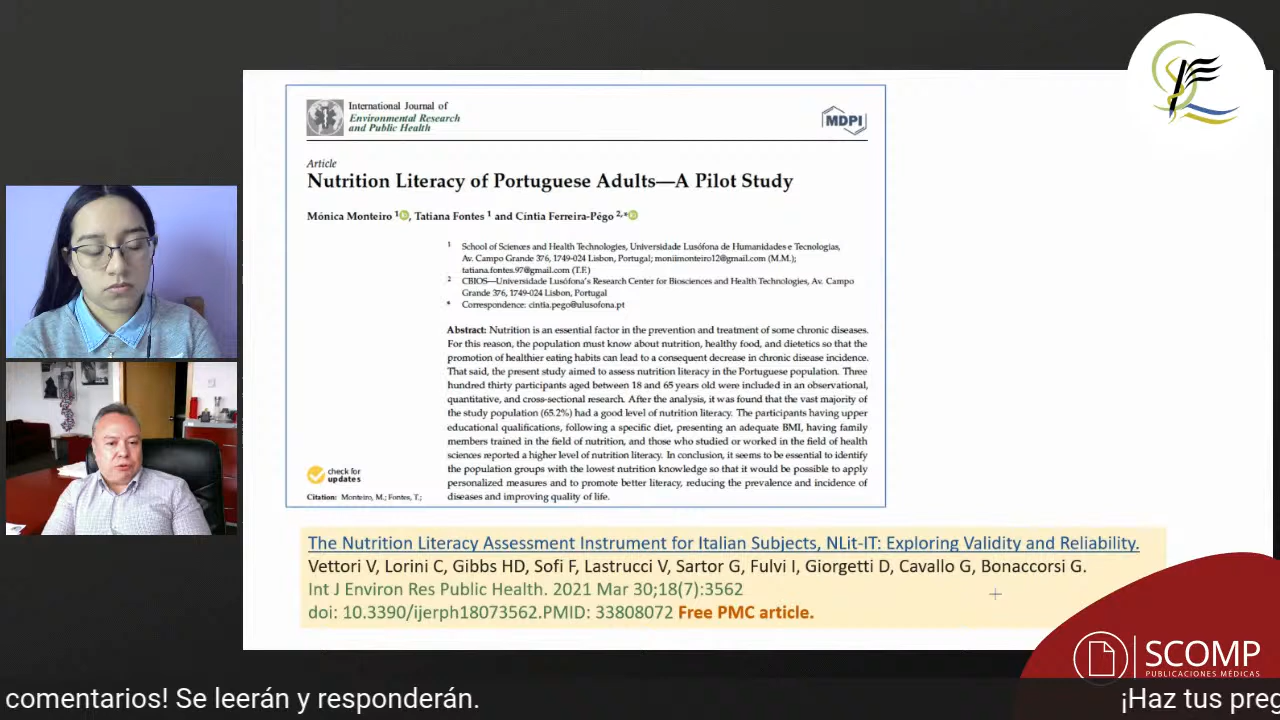 International Journal of
Environmental Research
and Public Health
MDPI
Article
Nutrition Literacy of Portuguese Adults—A Pilot Study
Mónica Monteiro 1, Tatiana Fontes 1 and Cíntia Ferreira-Pêgo 2,*
1 School of Sciences and Health Technologies, Universidade Lusófona de Humanidades e Tecnologias,
Av. Campo Grande 376, 1749-024 Lisbon, Portugal; moniimonteiro12@gmail.com (M.M.);
tatiana.fontes.97@gmail.com (T.F.)
2 CBIOS—Universidade Lusófona's Research Center for Biosciences and Health Technologies, Av. Campo
Grande 376, 1749-024 Lisbon, Portugal
* Correspondence: cintia.pego@ulusofona.pt
Abstract: Nutrition is an essential factor in the prevention and treatment of some chronic diseases.
For this reason, the population must know about nutrition, healthy food, and dietetics so that the
promotion of healthier eating habits can lead to a consequent decrease in chronic disease incidence.
That said, the present study aimed to assess nutrition literacy in the Portuguese population. Three
hundred thirty participants aged between 18 and 65 years old were included in an observational,
quantitative, and cross-sectional research. After the analysis, it was found that the vast majority of
the study population (65.2%) had a good level of nutrition literacy. The participants having upper
educational qualifications, following a specific diet, presenting an adequate BMI, having family
members trained in the field of nutrition, and those who studied or worked in the field of health
sciences reported a higher level of nutrition literacy. In conclusion, it seems to be essential to identify
the population groups with the lowest nutrition knowledge so that it would be possible to apply
personalized measures and to promote better literacy, reducing the prevalence and incidence of
diseases and improving quality of life.
check for
updates
Citation: Monteiro, M.; Fontes, T.;
The Nutrition Literacy Assessment Instrument for Italian Subjects, NLit-IT: Exploring Validity and Reliability.
Vettori V, Lorini C, Gibbs HD, Sofi F, Lastrucci V, Sartor G, Fulvi I, Giorgetti D, Cavallo G, Bonaccorsi G.
Int J Environ Res Public Health. 2021 Mar 30;18(7):3562
doi: 10.3390/ijerph18073562.PMID: 33808072 Free PMC article.
SCOMP
PUBLICACIONES MÉDICAS
comentarios! Se leerán y responderán.
¡Haz tus preg